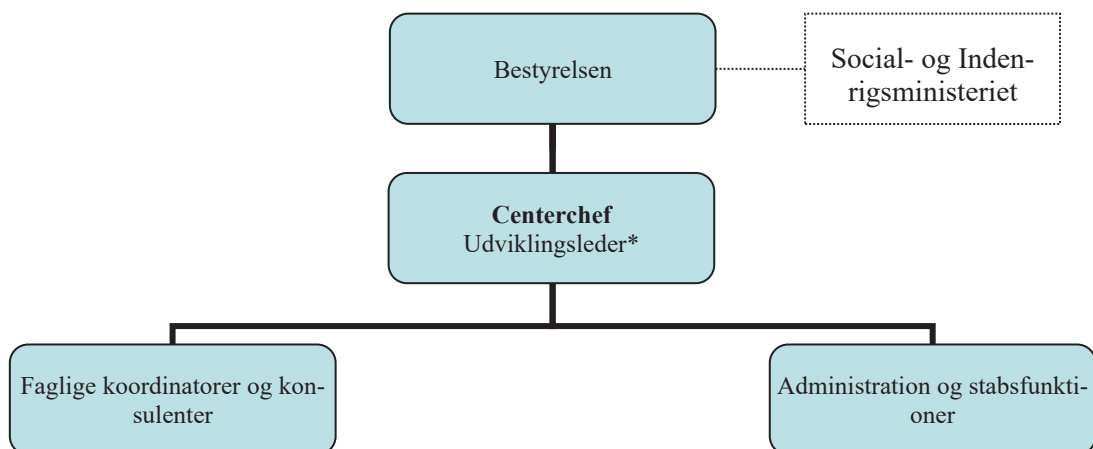 Bestyrelsen
Social- og Inden-
rigsministeriet
Centerchef
Udviklingsleder*
Faglige koordinatorer og kon-
sulenter
Administration og stabsfunkti-
oner